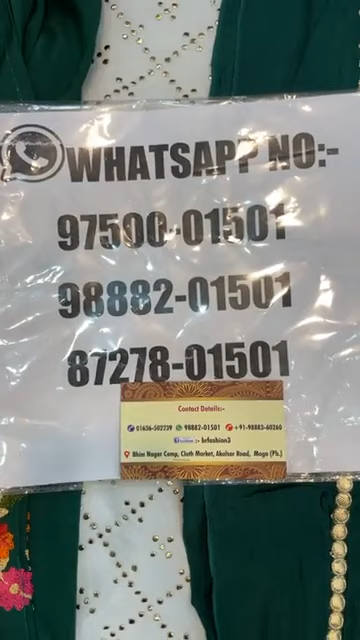 WHATSAPP NO:-
97500-01501
98882-01501
87278-01501
Contact Details:-
01636-502239 98882-01501 +91-98883-60260
:- brfashion3
Bhim Nagar Camp, Cloth Market, Akalsar Road, Moga (Pb.)